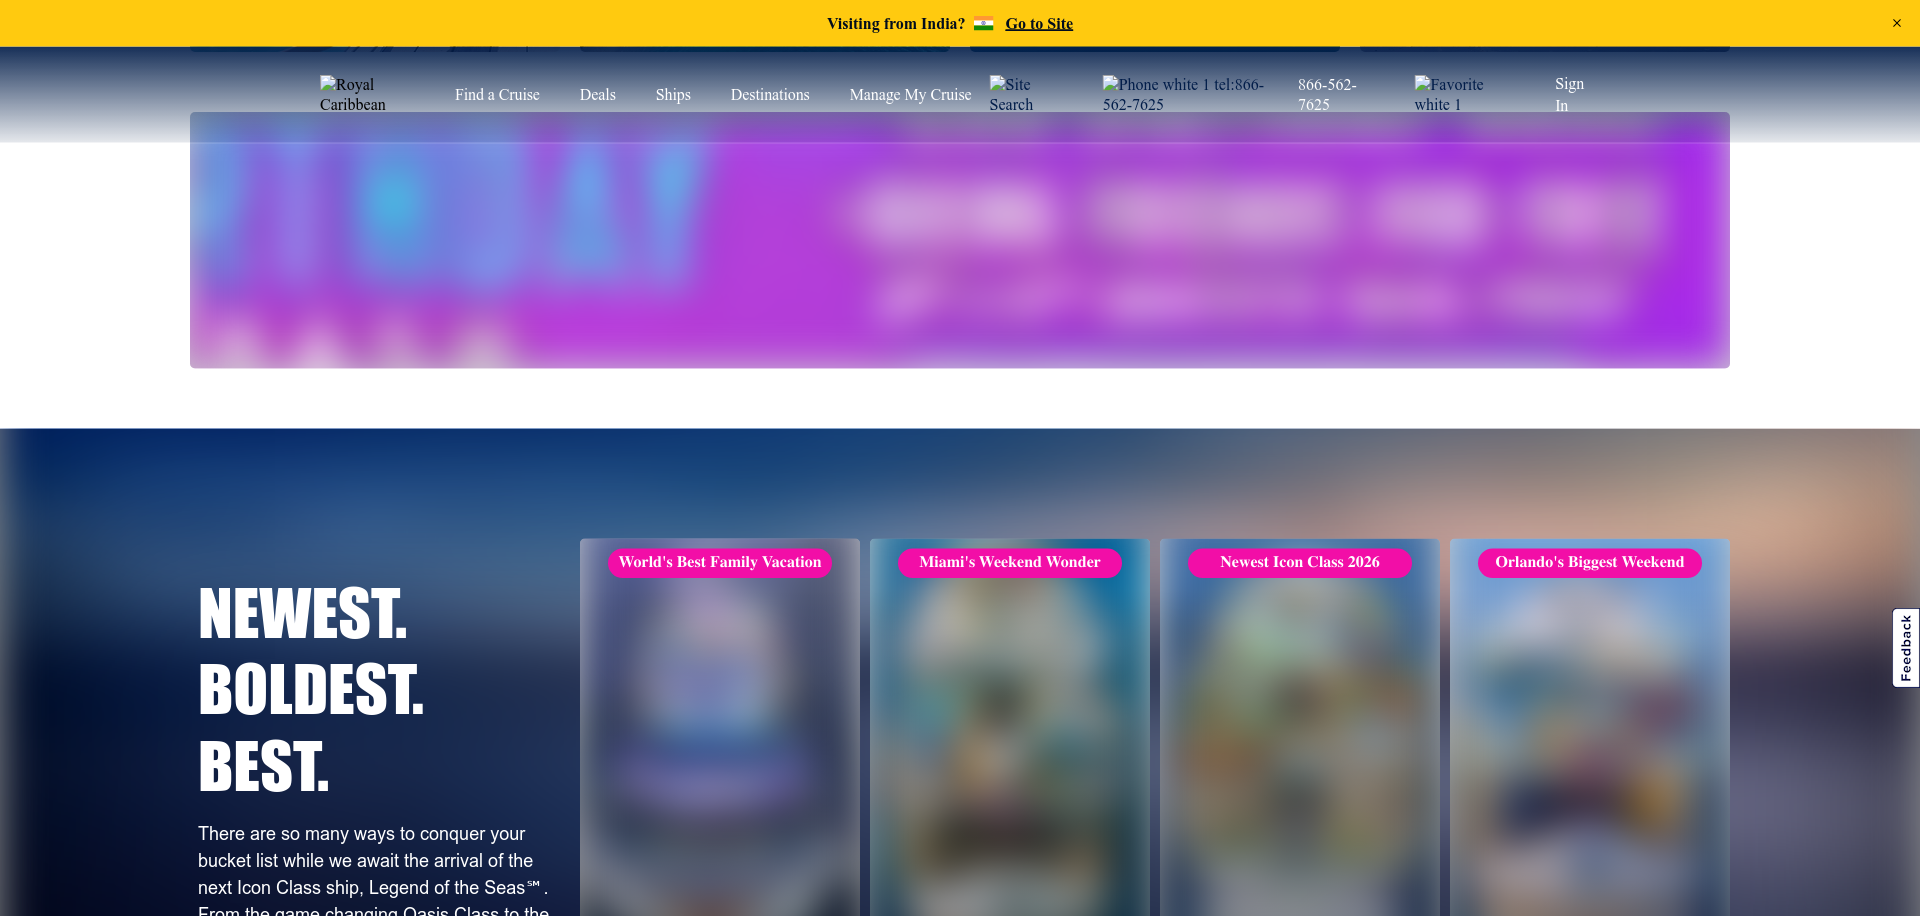 Visiting from India? Go to Site ×
Royal Caribbean
Find a Cruise
Deals
Ships
Destinations
Manage My Cruise
Site Search
Phone white 1 tel:866-
562-7625
866-562-
7625
Favorite
white 1
Sign
In
World's Best Family Vacation
Miami's Weekend Wonder
Newest Icon Class 2026
Orlando's Biggest Weekend
NEWEST.
BOLDEST.
BEST.
There are so many ways to conquer your
bucket list while we await the arrival of the
next Icon Class ship, Legend of the Seas℠.
From the game changing Oasis Class to the
Feedback